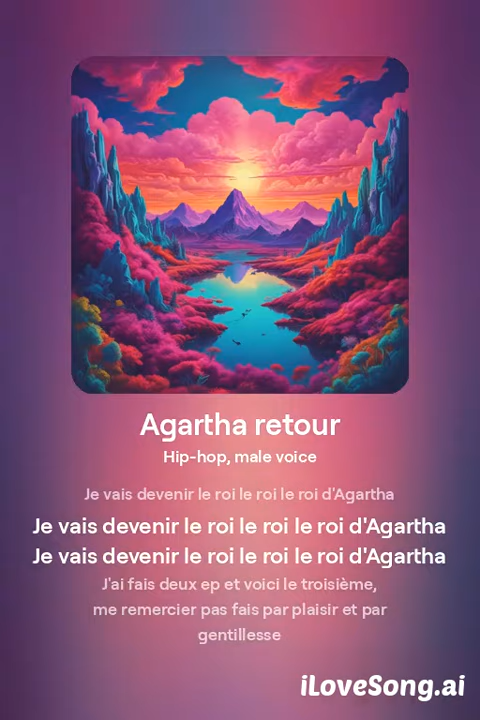 Agartha retour
Hip-hop, male voice
Je vais devenir le roi le roi le roi d'Agartha
Je vais devenir le roi le roi le roi d'Agartha
Je vais devenir le roi le roi le roi d'Agartha
J'ai fais deux ep et voici le troisième,
me remercier pas fais par plaisir et par
gentillesse
iLoveSong.ai